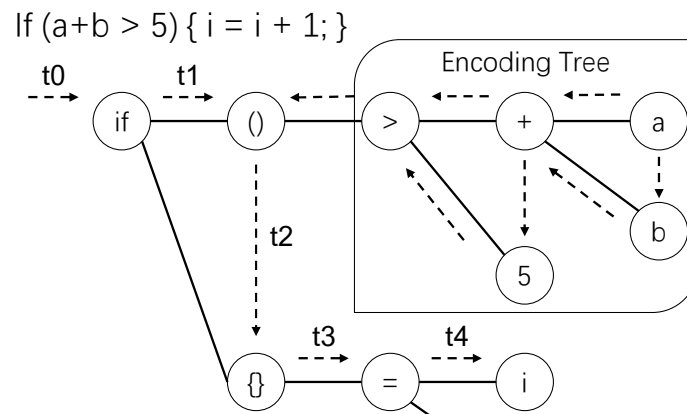 If (a+b > 5) { i = i + 1; }
Encoding Tree
t0
t1
if
()
>
+
a
t2
b
5
t3
t4
{}
=
i